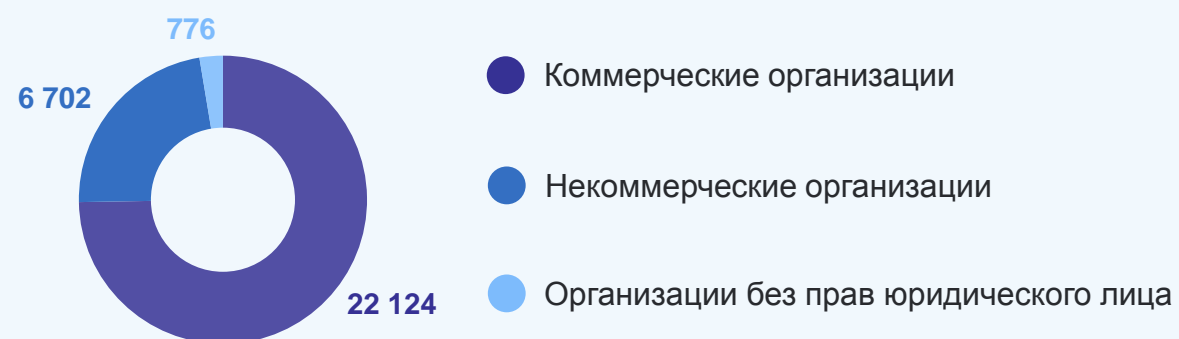 776
6 702
22 124
Коммерческие организации
Некоммерческие организации
Организации без прав юридического лица